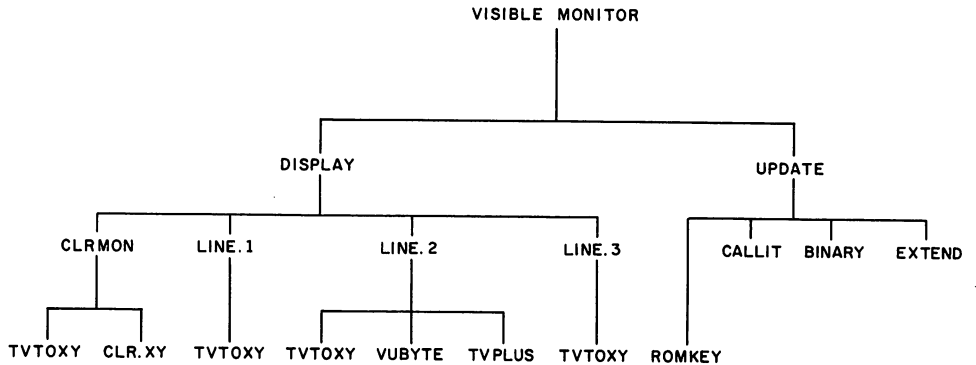 VISIBLE MONITOR
DISPLAY
UPDATE
CLRMON
LINE.1
LINE.2
LINE.3
CALLIT
BINARY
EXTEND
TVTOXY
CLR.XY
TVTOXY
TVTOXY
VUBYTE
TVPLUS
TVTOXY
ROMKEY